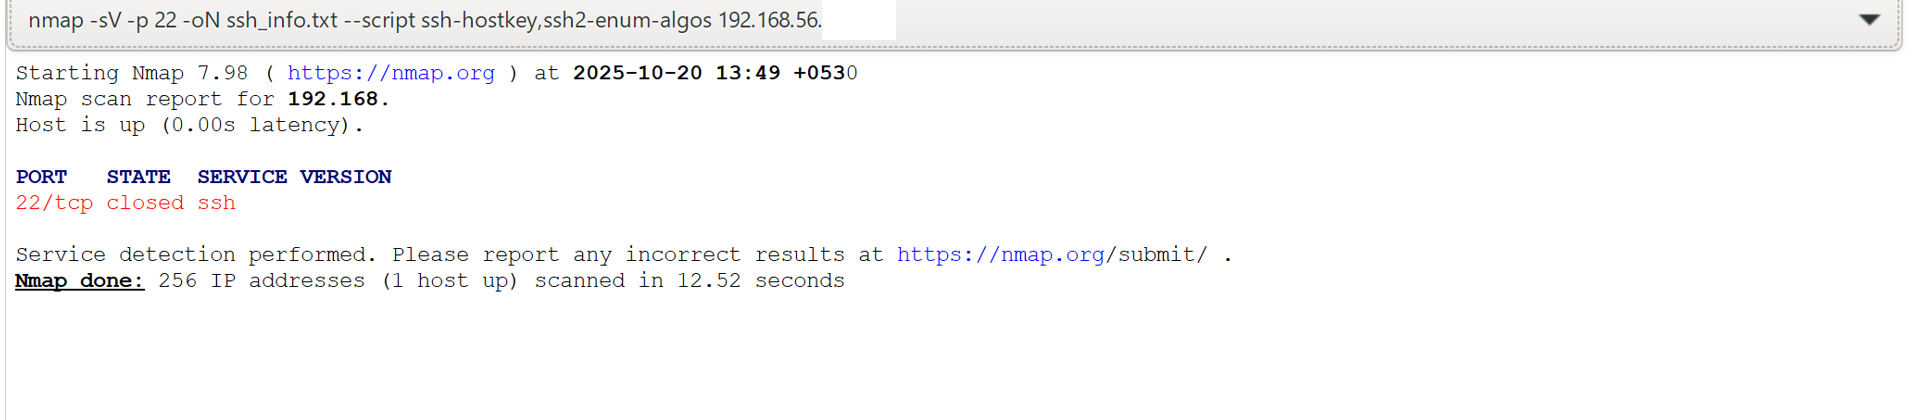 nmap -sV -p 22 -oN ssh_info.txt --script ssh-hostkey,ssh2-enum-algos 192.168.56.
Starting Nmap 7.98 ( https://nmap.org ) at 2025-10-20 13:49 +0530
Nmap scan report for 192.168.
Host is up (0.00s latency).
PORT   STATE  SERVICE VERSION
22/tcp closed ssh
Service detection performed. Please report any incorrect results at https://nmap.org/submit/ .
Nmap done: 256 IP addresses (1 host up) scanned in 12.52 seconds